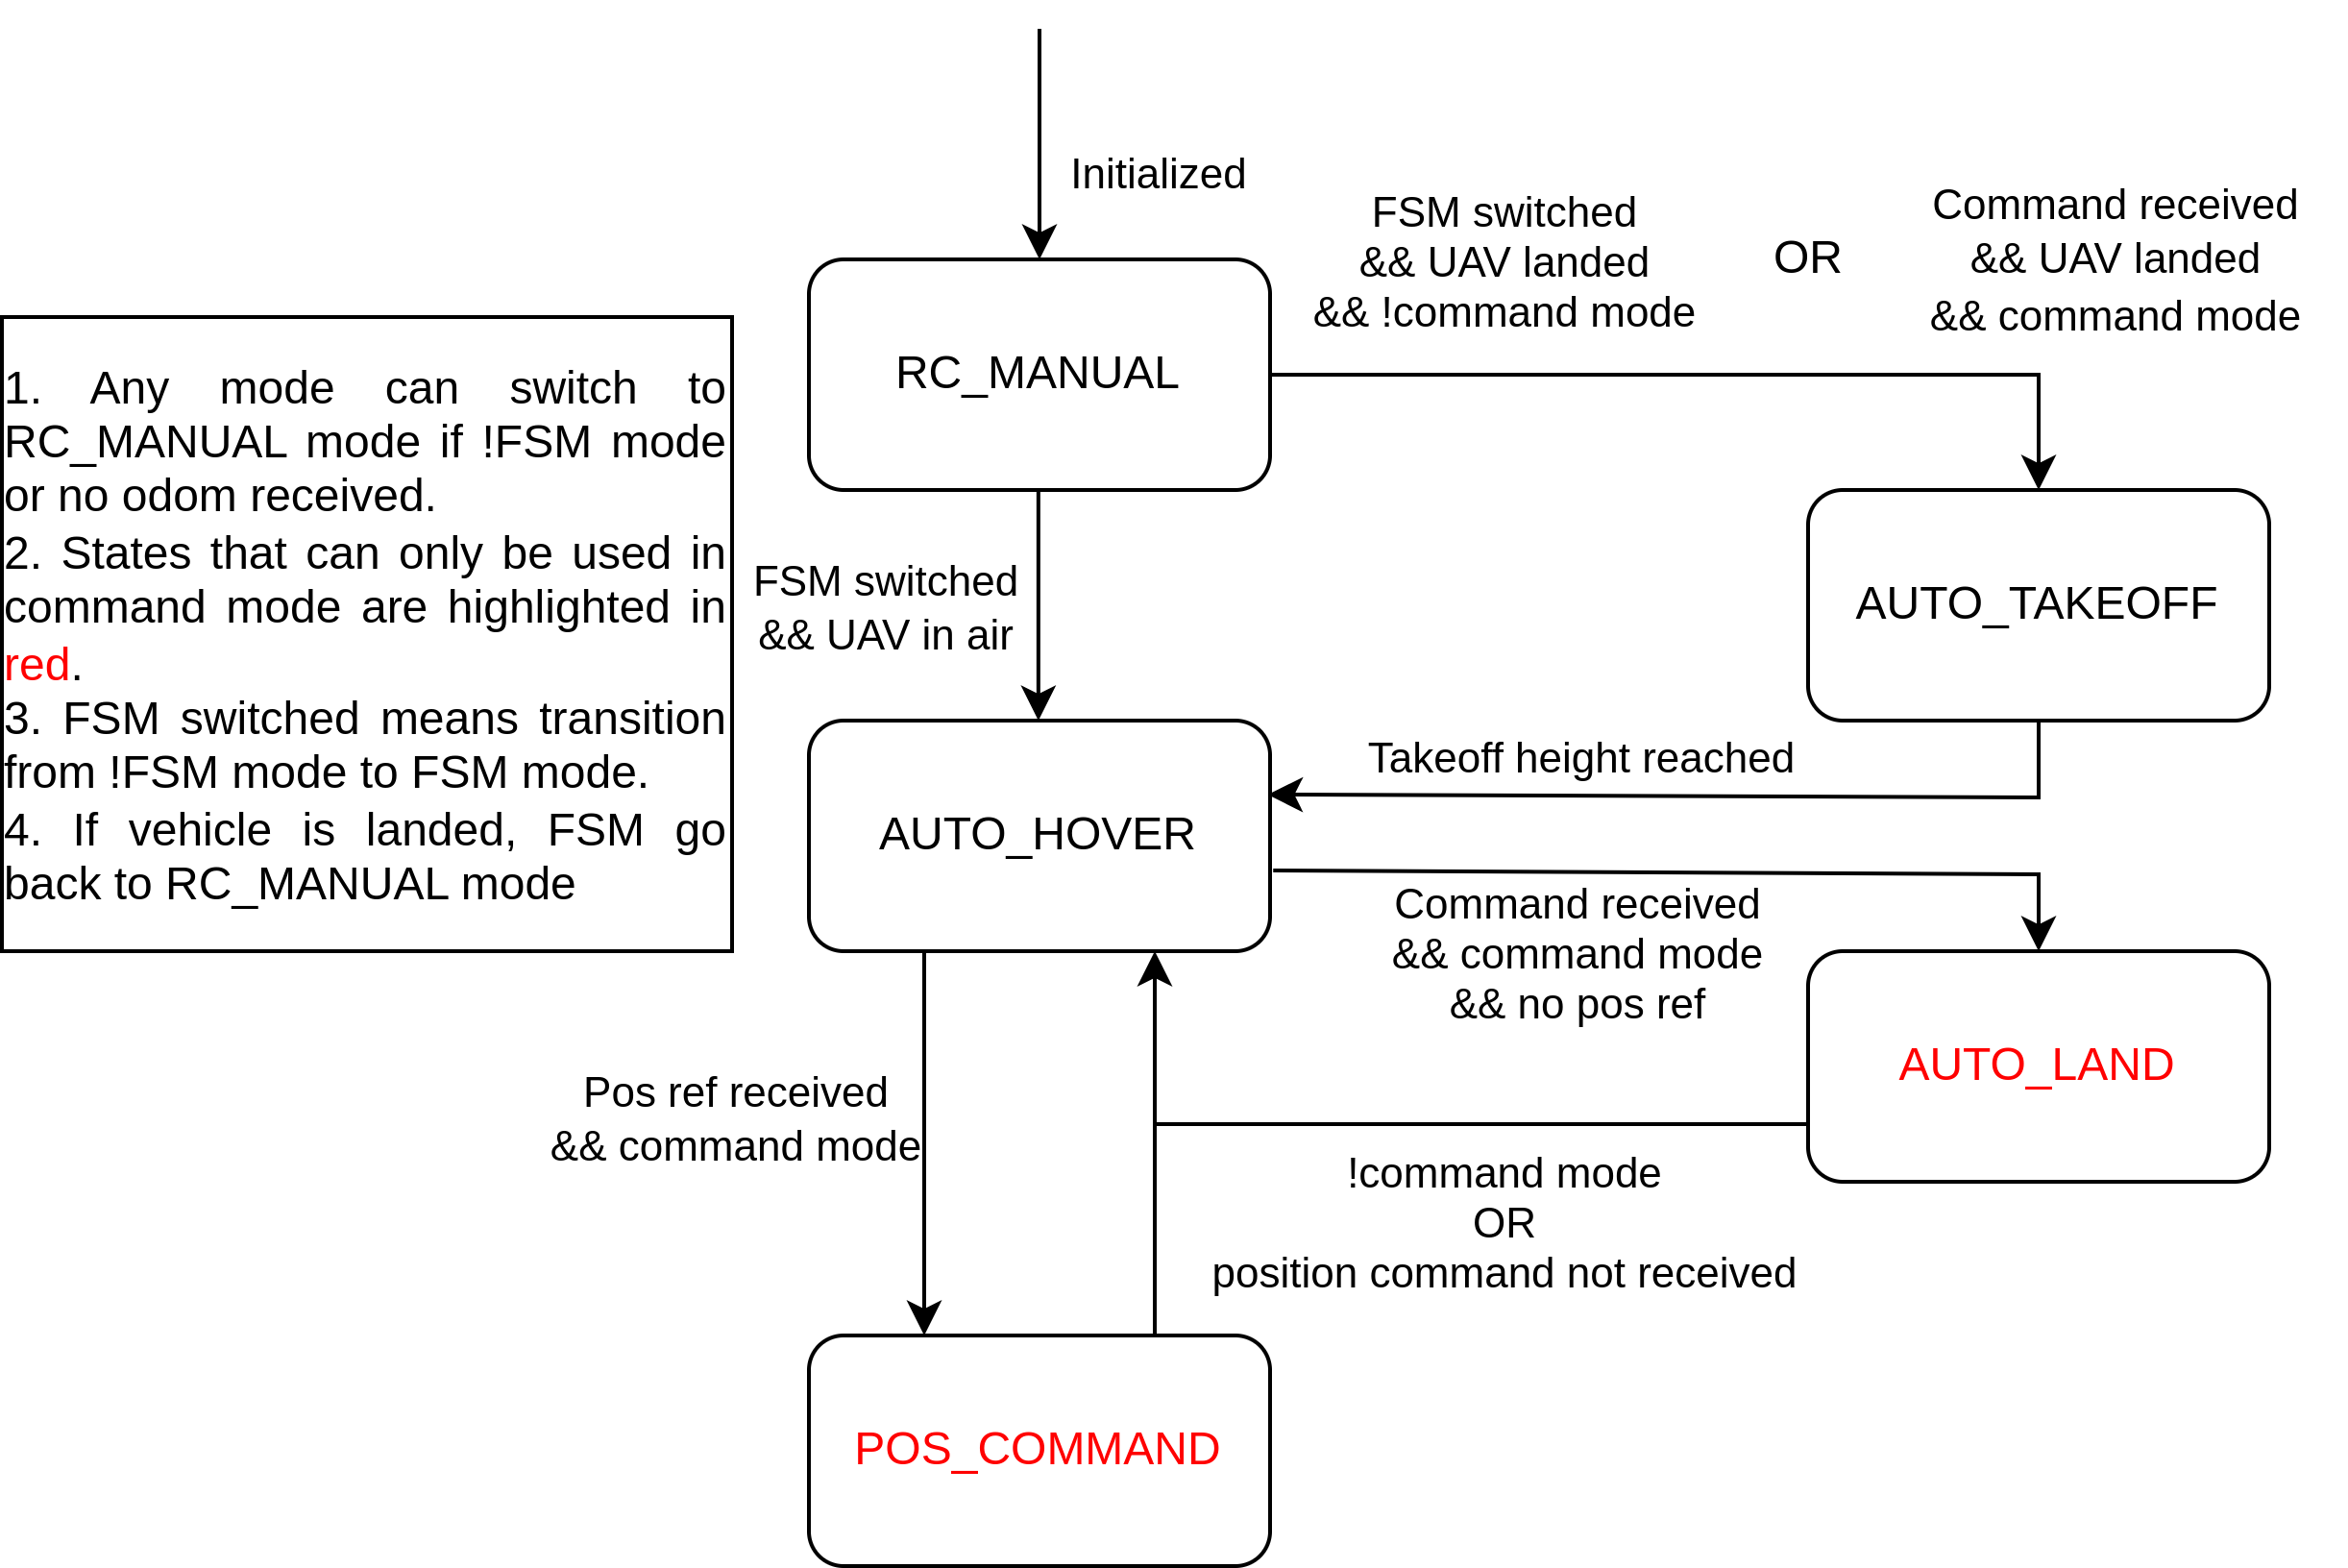 Initialized
FSM switched
&& UAV landed
&& !command mode
OR
Command received
&& UAV landed
&& command mode
RC_MANUAL
1. Any mode can switch to
RC_MANUAL mode if !FSM mode
or no odom received.
2. States that can only be used in
command mode are highlighted in
red.
3. FSM switched means transition
from !FSM mode to FSM mode.
4. If vehicle is landed, FSM go
back to RC_MANUAL mode
FSM switched
&& UAV in air
AUTO_TAKEOFF
Takeoff height reached
AUTO_HOVER
Command received
&& command mode
&& no pos ref
AUTO_LAND
Pos ref received
&& command mode
!command mode
OR
position command not received
POS_COMMAND